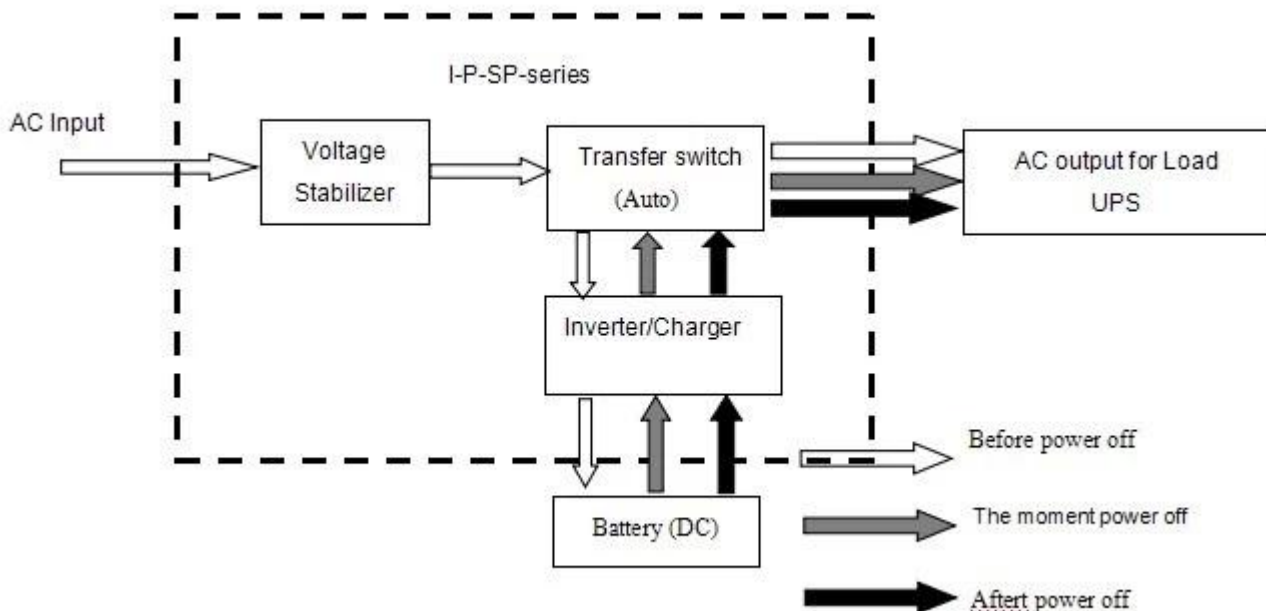 I-P-SP-series
AC Input
Voltage
Stabilizer
Transfer switch
(Auto)
AC output for Load
UPS
Inverter/Charger
Battery (DC)
Before power off
The moment power off
Aftert power off